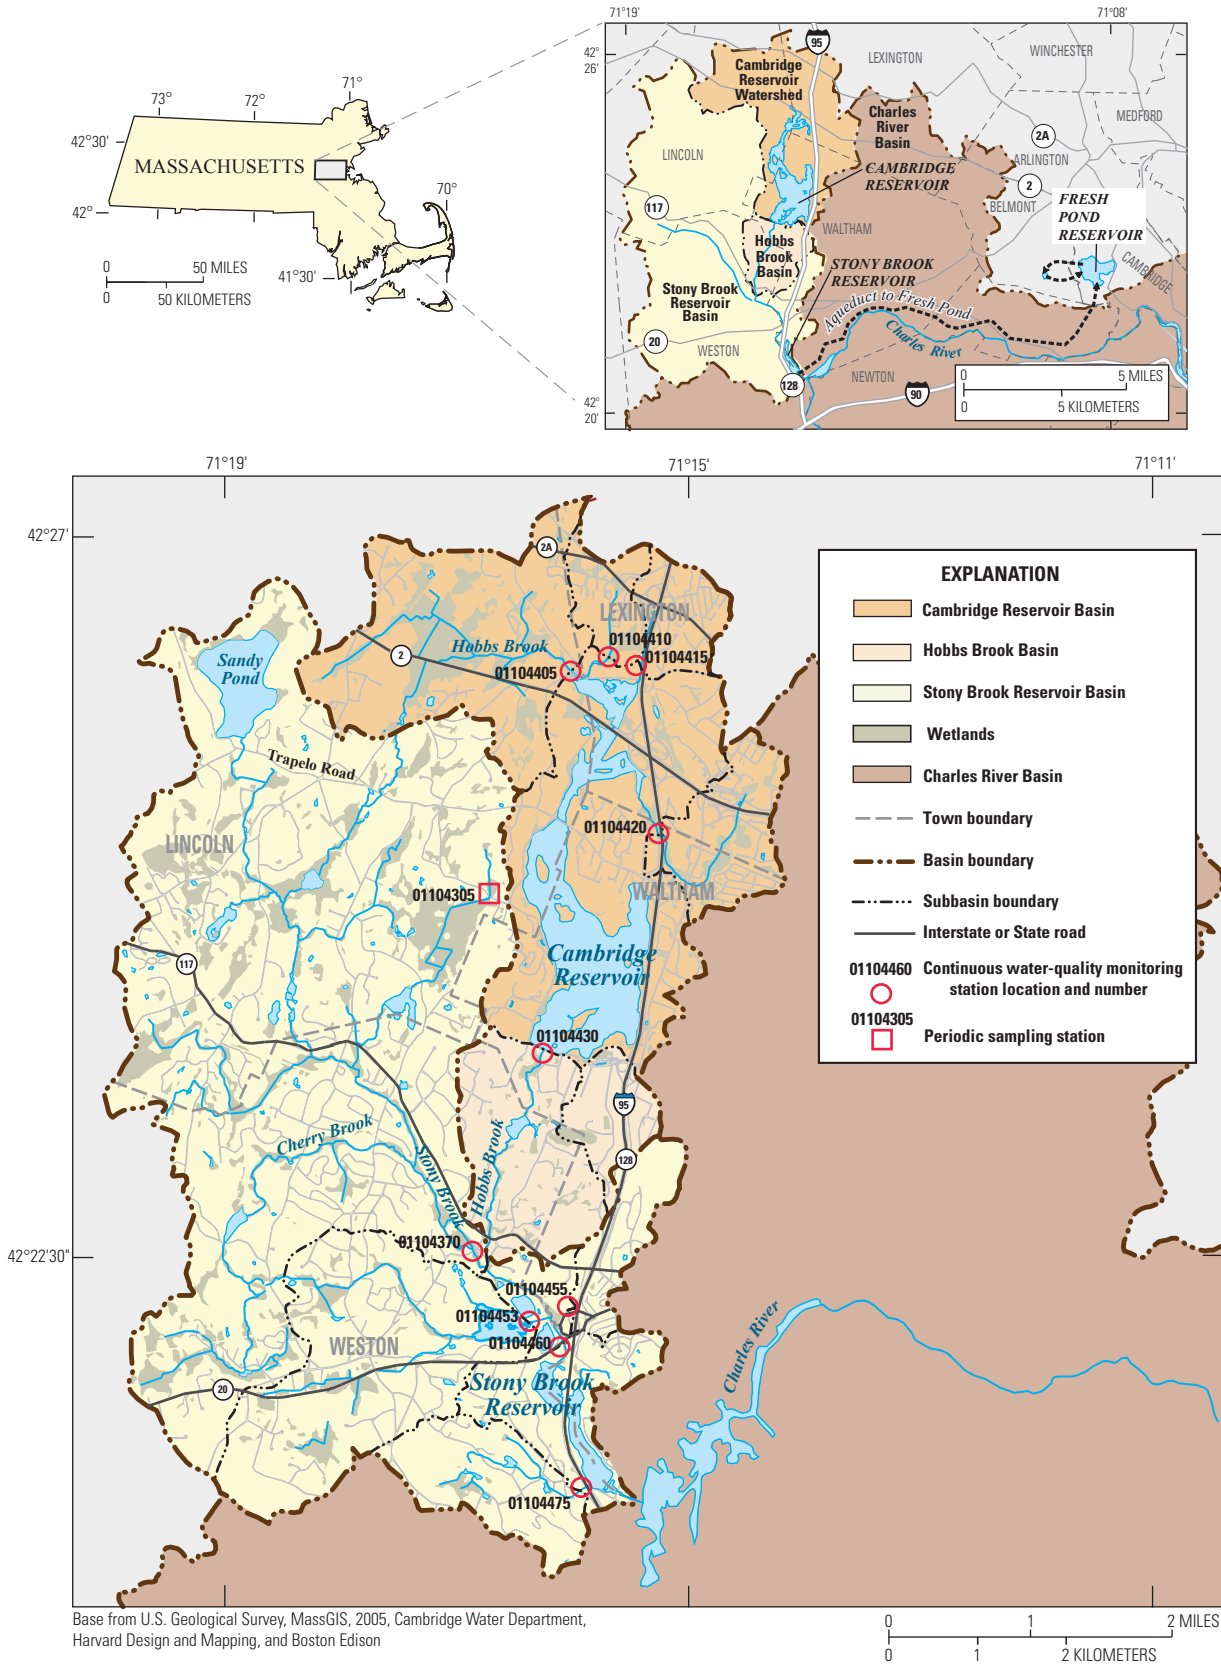 71°19'
71°08'
42°
26'
95
LEXINGTON
WINCHESTER
Cambridge
Reservoir
Watershed
Charles
River
Basin
MEDFORD
2A
ARLINGTON
LINCOLN
CAMBRIDGE
RESERVOIR
2
BELMONT
FRESH
POND
RESERVOIR
117
WALTHAM
Hobbs
Brook
Basin
STONY BROOK
RESERVOIR
CAMBRIDGE
Stony Brook
Reservoir
Basin
Aqueduct to Fresh Pond
Charles River
20
WESTON
128
NEWTON
90
0
5 MILES
0
5 KILOMETERS
42°
20'
73°
72°
71°
42°30'
MASSACHUSETTS
70°
42°
0
50 MILES
0
50 KILOMETERS
41°30'
71°19'
71°15'
71°11'
42°27'
2A
LEXINGTON
01104410
Hobbs Brook
2
01104415
01104405
Sandy
Pond
Trapelo Road
01104420
LINCOLN
WALTHAM
01104305
Cambridge
Reservoir
117
01104430
95
Cherry Brook
Stony Brook
Hobbs Brook
128
01104370
42°22'30"
01104455
01104453
01104460
WESTON
20
Stony Brook
Reservoir
Charles River
01104475
EXPLANATION
Cambridge Reservoir Basin
Hobbs Brook Basin
Stony Brook Reservoir Basin
Wetlands
Charles River Basin
Town boundary
Basin boundary
Subbasin boundary
Interstate or State road
01104460 Continuous water-quality monitoring
station location and number
01104305
Periodic sampling station
Base from U.S. Geological Survey, MassGIS, 2005, Cambridge Water Department,
Harvard Design and Mapping, and Boston Edison
0 1 2 MILES
0 1 2 KILOMETERS